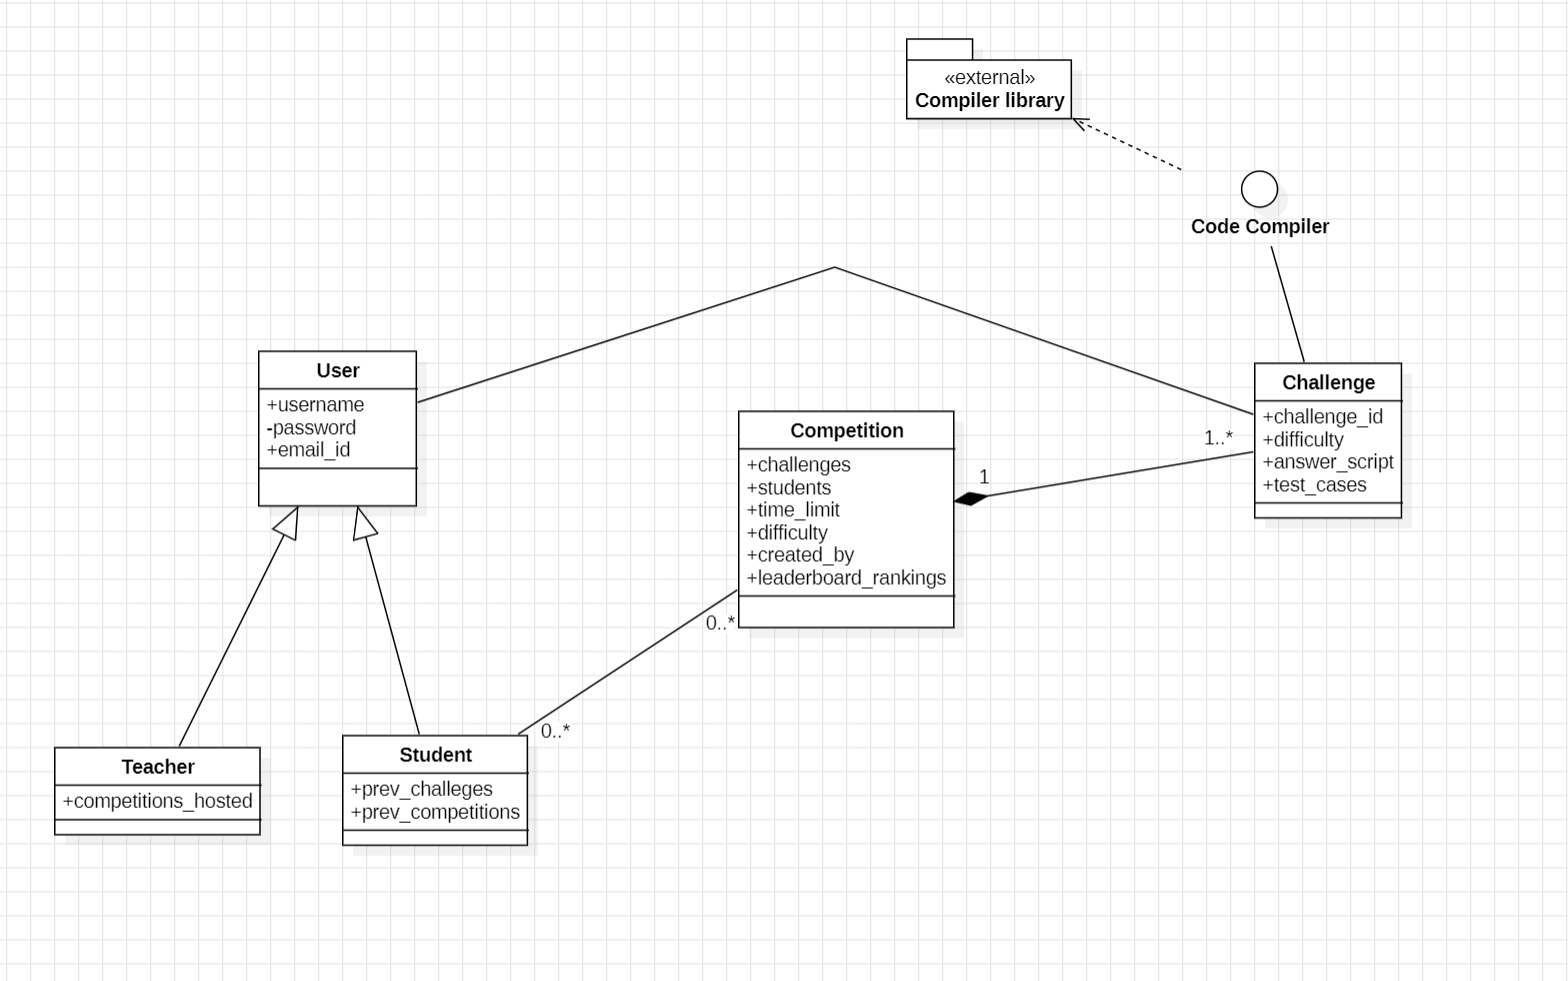 «external»
Compiler library
Code Compiler
User
+username
-password
+email_id
Challenge
+challenge_id
+difficulty
+answer_script
+test_cases
Competition
+challenges
+students
+time_limit
+difficulty
+created_by
+leaderboard_rankings
1..*
1
0..*
0..*
Teacher
+competitions_hosted
Student
+prev_challeges
+prev_competitions